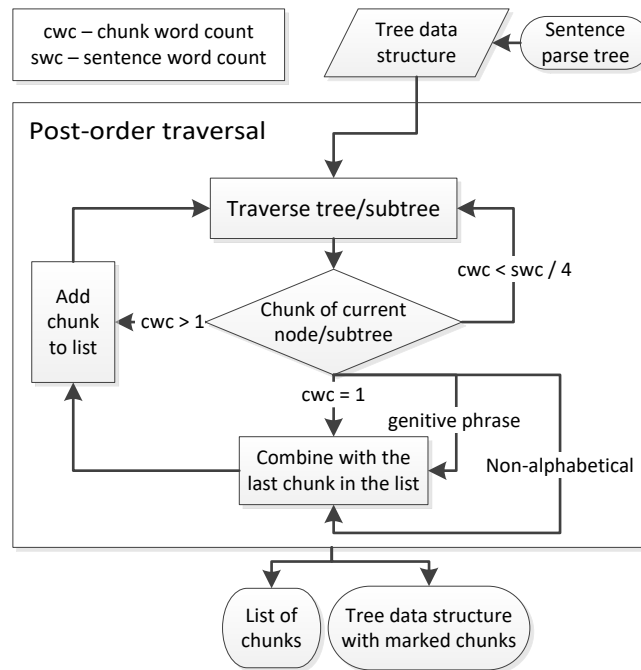 cwc – chunk word count
swc – sentence word count
Tree data
structure
Sentence
parse tree
Post-order traversal
Traverse tree/subtree
cwc < swc / 4
Add
chunk
to list
cwc > 1
Chunk of current
node/subtree
cwc = 1
genitive phrase
Combine with the
last chunk in the list
Non-alphabetical
List of
chunks
Tree data structure
with marked chunks